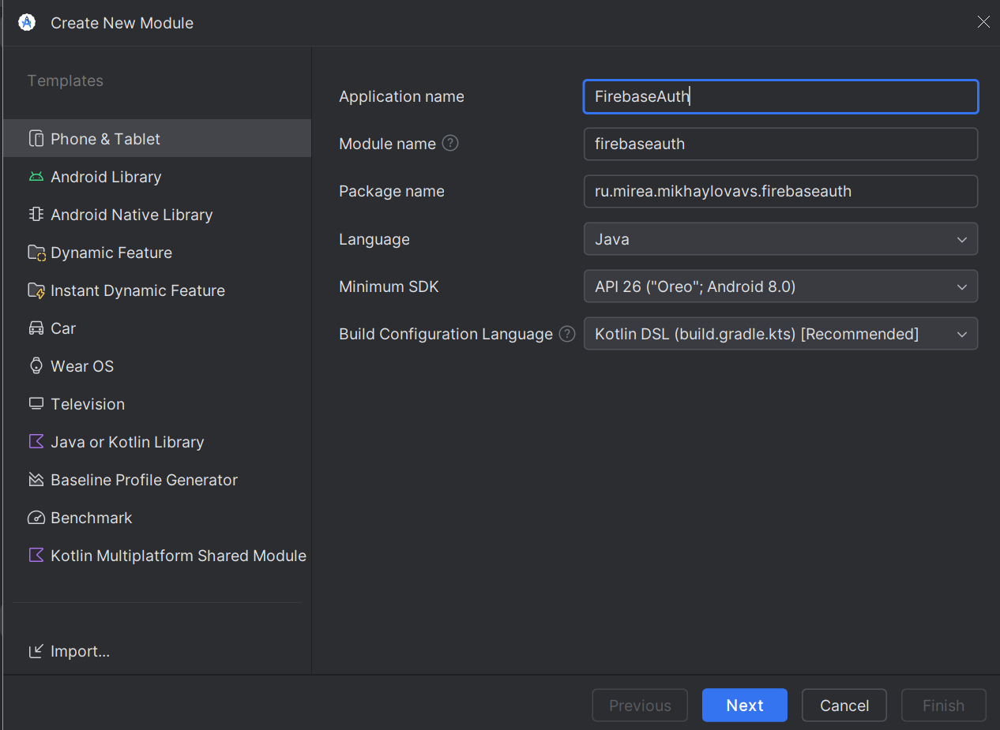 Create New Module
Templates
Phone & Tablet
Android Library
Android Native Library
Dynamic Feature
Instant Dynamic Feature
Car
Wear OS
Television
Java or Kotlin Library
Baseline Profile Generator
Benchmark
Kotlin Multiplatform Shared Module
Import...
Application name FirebaseAuth
Module name ? firebaseauth
Package name ru.mirea.mikhaylovavs.firebaseauth
Language Java
Minimum SDK API 26 ("Oreo"; Android 8.0)
Build Configuration Language ? Kotlin DSL (build.gradle.kts) [Recommended]
Previous Next Cancel Finish